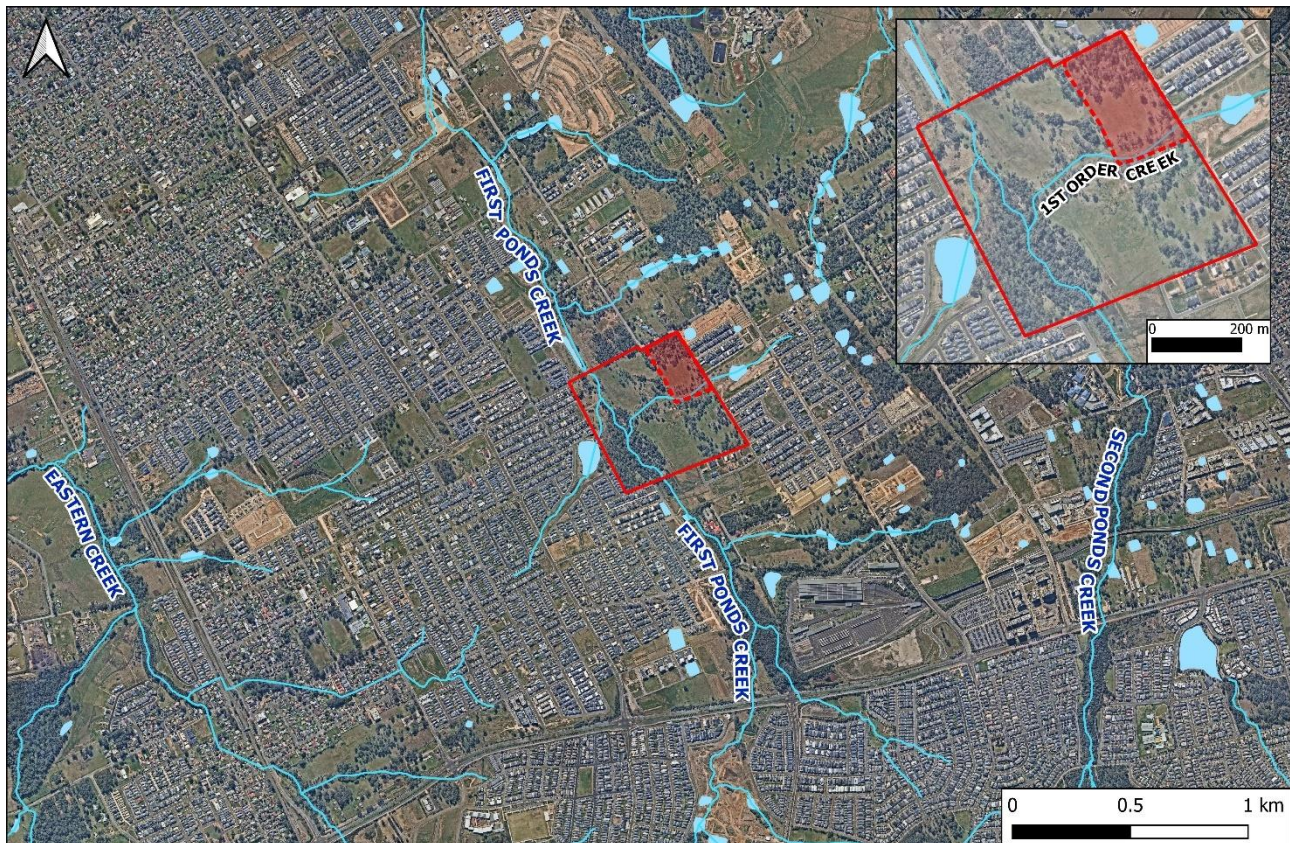 1ST ORDER CREEK
0 200 m
FIRST PONDS CREEK
EASTERN CREEK
FIRST PONDS CREEK
SECOND PONDS CREEK
0 0.5 1 km